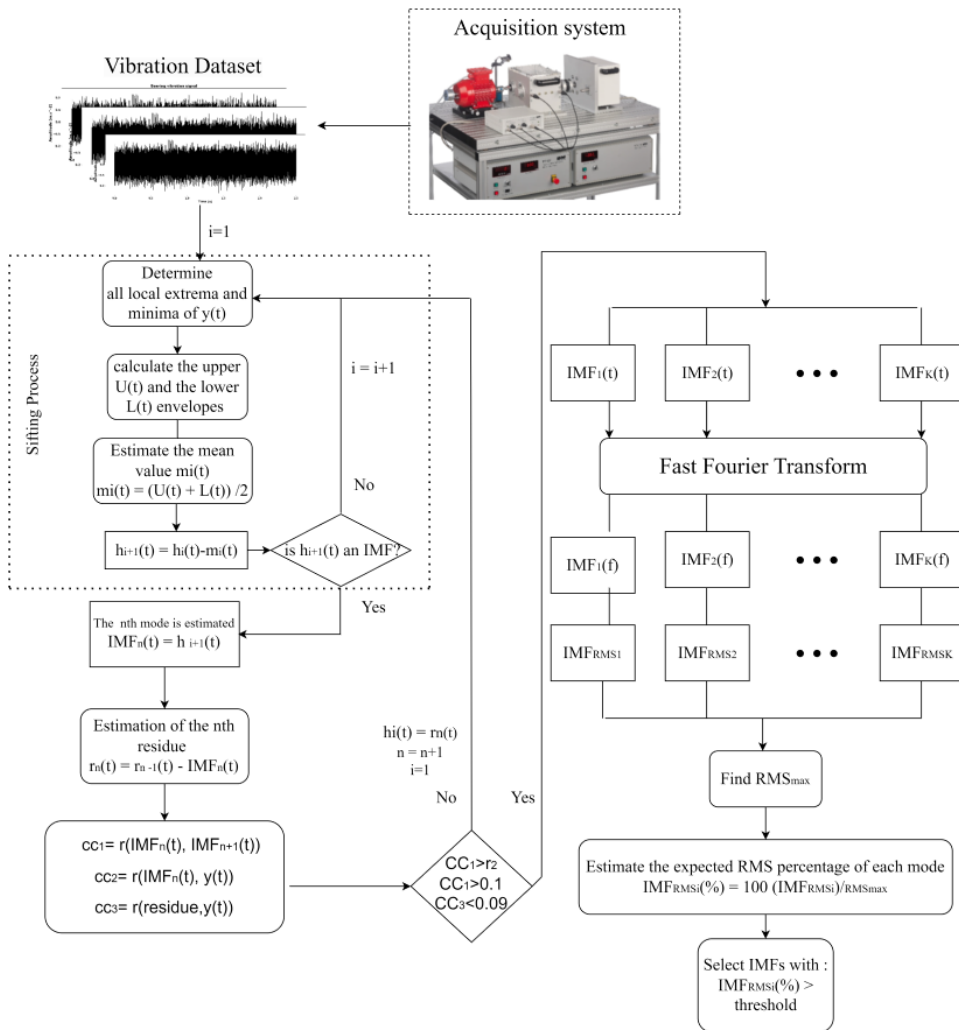 Acquisition system
Vibration Dataset
Bearing vibration signal
i=1
Sifting Process
Determine
all local extrema and
minima of y(t)
calculate the upper
U(t) and the lower
L(t) envelopes
Estimate the mean
value mi(t)
mi(t) = (U(t) + L(t)) /2
hi+1(t) = hi(t)-mi(t)
is hi+1(t) an IMF?
i = i+1
No
Yes
The nth mode is estimated
IMFn(t) = h i+1(t)
Estimation of the nth
residue
rn(t) = rn -1(t) - IMFn(t)
cc1= r(IMFn(t), IMFn+1(t))
cc2= r(IMFn(t), y(t))
cc3= r(residue,y(t))
hi(t) = rn(t)
n = n+1
i=1
No
Yes
CC1>r2
CC1>0.1
CC3<0.09
IMF1(t)
IMF2(t)
IMFK(t)
Fast Fourier Transform
IMF1(f)
IMF2(f)
IMFK(f)
IMFRMS1
IMFRMS2
IMFRMSK
Find RMSmax
Estimate the expected RMS percentage of each mode
IMFRMSi(%) = 100 (IMFRMSi)/RMSmax
Select IMFs with :
IMFRMSi(%) >
threshold